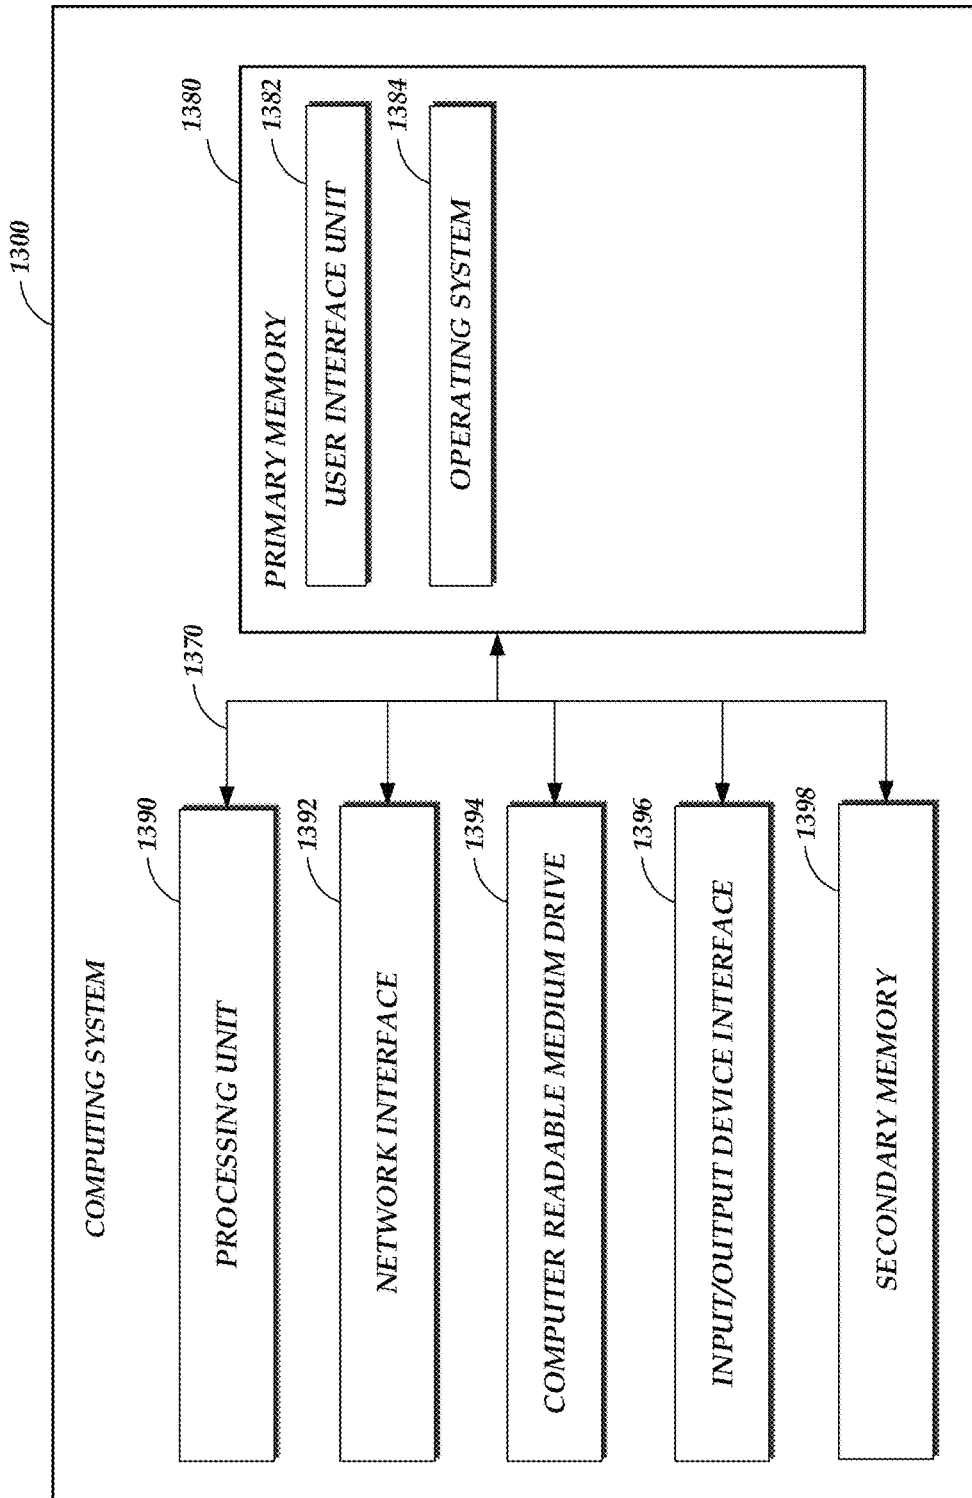 1300
COMPUTING SYSTEM
1390
PROCESSING UNIT
1392
NETWORK INTERFACE
1394
COMPUTER READABLE MEDIUM DRIVE
1396
INPUT/OUTPUT DEVICE INTERFACE
1398
SECONDARY MEMORY
1370
1380
PRIMARY MEMORY
1382
USER INTERFACE UNIT
1384
OPERATING SYSTEM